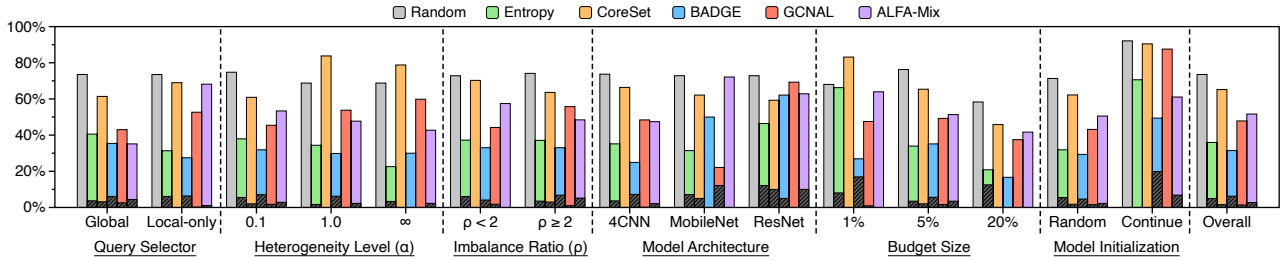 Random Entropy CoreSet BADGE GCNAL ALFA-Mix
100%
80%
60%
40%
20%
0%
Global Local-only 0.1 1.0 ∞ ρ < 2 ρ ≥ 2 4CNN MobileNet ResNet 1% 5% 20% Random Continue Overall
Query Selector Heterogeneity Level (α) Imbalance Ratio (ρ) Model Architecture Budget Size Model Initialization